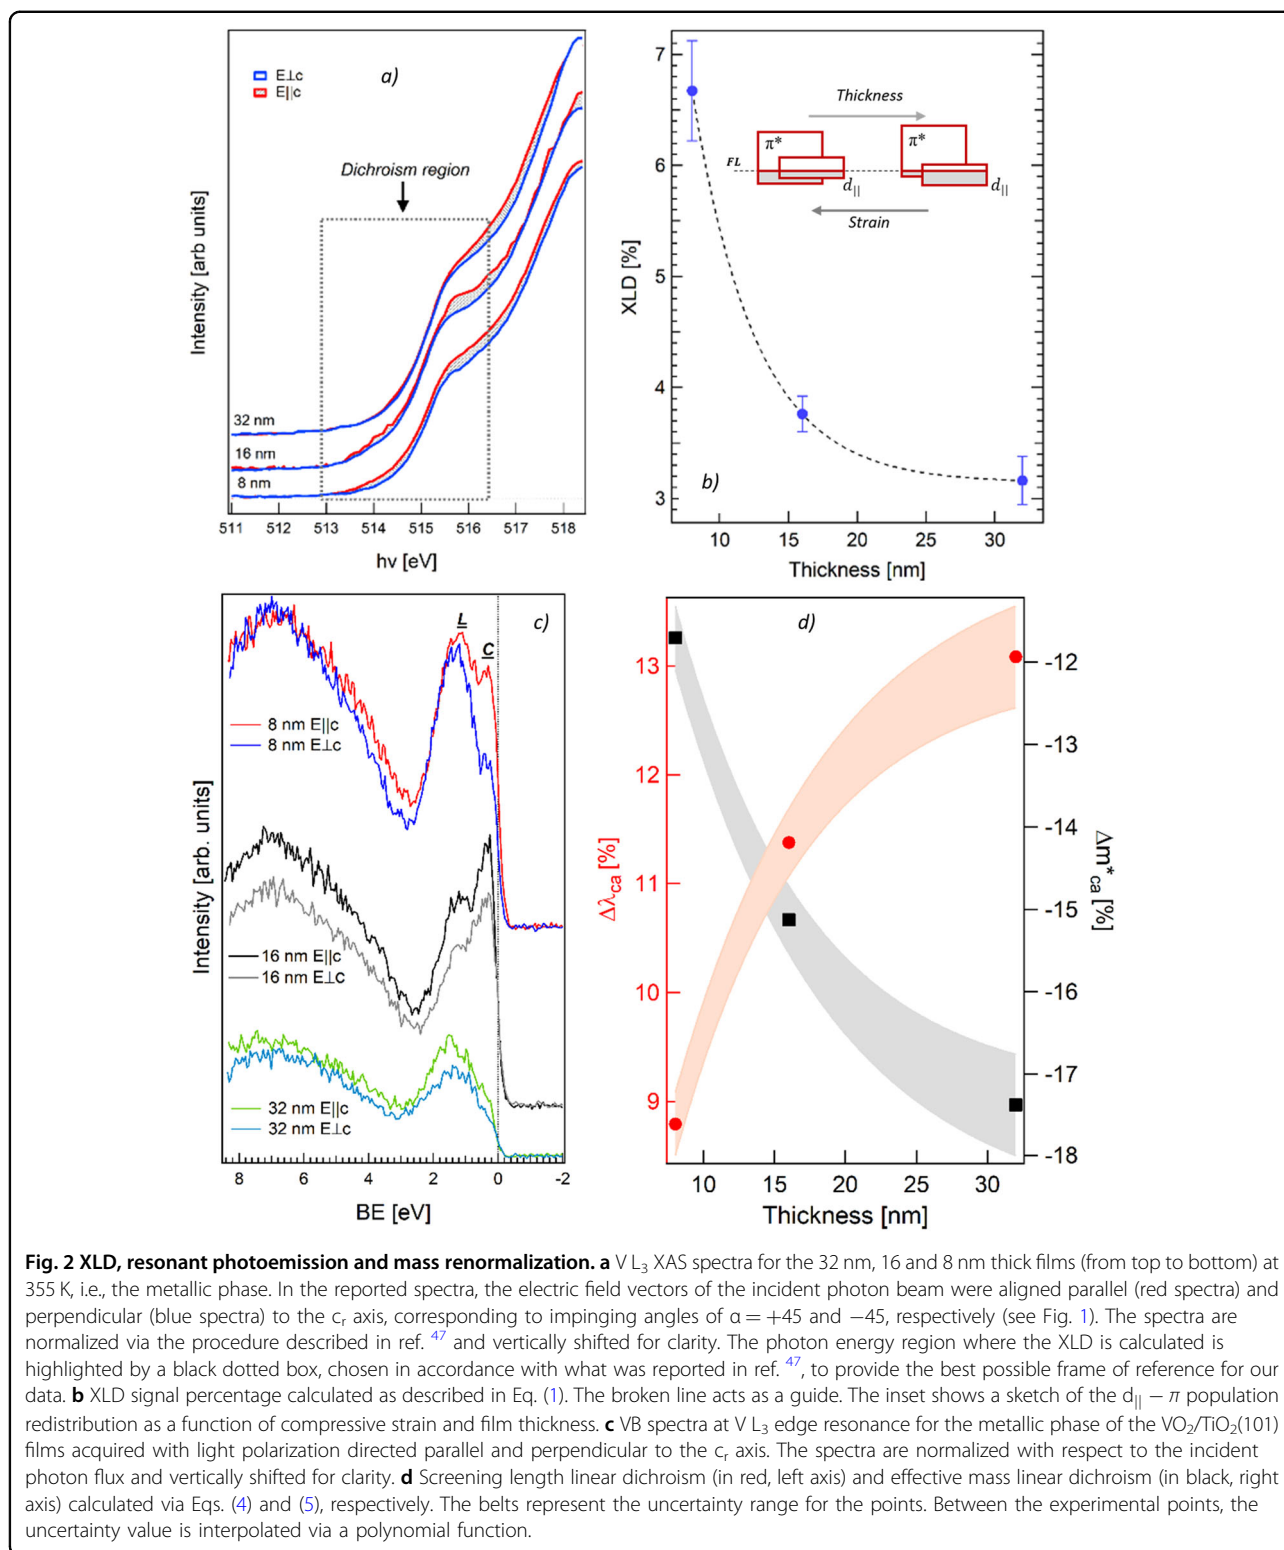 a)
E⊥c
E||c
Dichroism region
32 nm
16 nm
8 nm
Intensity [arb units]
511 512 513 514 515 516 517 518
hv [eV]
7
6
5
4
3
XLD [%]
Thickness
π*
π*
FL
d||
d||
Strain
b)
10 15 20 25 30
Thickness [nm]
c)
L
C
8 nm E||c
8 nm E⊥c
16 nm E||c
16 nm E⊥c
32 nm E||c
32 nm E⊥c
Intensity [arb. units]
8 6 4 2 0 -2
BE [eV]
d)
13
12
11
10
9
Δλca [%]
-12
-13
-14
-15
-16
-17
-18
Δm*ca [%]
10 15 20 25 30
Thickness [nm]
Fig. 2 XLD, resonant photoemission and mass renormalization. a V L₃ XAS spectra for the 32 nm, 16 and 8 nm thick films (from top to bottom) at
355 K, i.e., the metallic phase. In the reported spectra, the electric field vectors of the incident photon beam were aligned parallel (red spectra) and
perpendicular (blue spectra) to the cᵣ axis, corresponding to impinging angles of α = +45 and −45, respectively (see Fig. 1). The spectra are
normalized via the procedure described in ref. ⁴⁷ and vertically shifted for clarity. The photon energy region where the XLD is calculated is
highlighted by a black dotted box, chosen in accordance with what was reported in ref. ⁴⁷, to provide the best possible frame of reference for our
data. b XLD signal percentage calculated as described in Eq. (1). The broken line acts as a guide. The inset shows a sketch of the d|| − π population
redistribution as a function of compressive strain and film thickness. c VB spectra at V L₃ edge resonance for the metallic phase of the VO₂/TiO₂(101)
films acquired with light polarization directed parallel and perpendicular to the cᵣ axis. The spectra are normalized with respect to the incident
photon flux and vertically shifted for clarity. d Screening length linear dichroism (in red, left axis) and effective mass linear dichroism (in black, right
axis) calculated via Eqs. (4) and (5), respectively. The belts represent the uncertainty range for the points. Between the experimental points, the
uncertainty value is interpolated via a polynomial function.